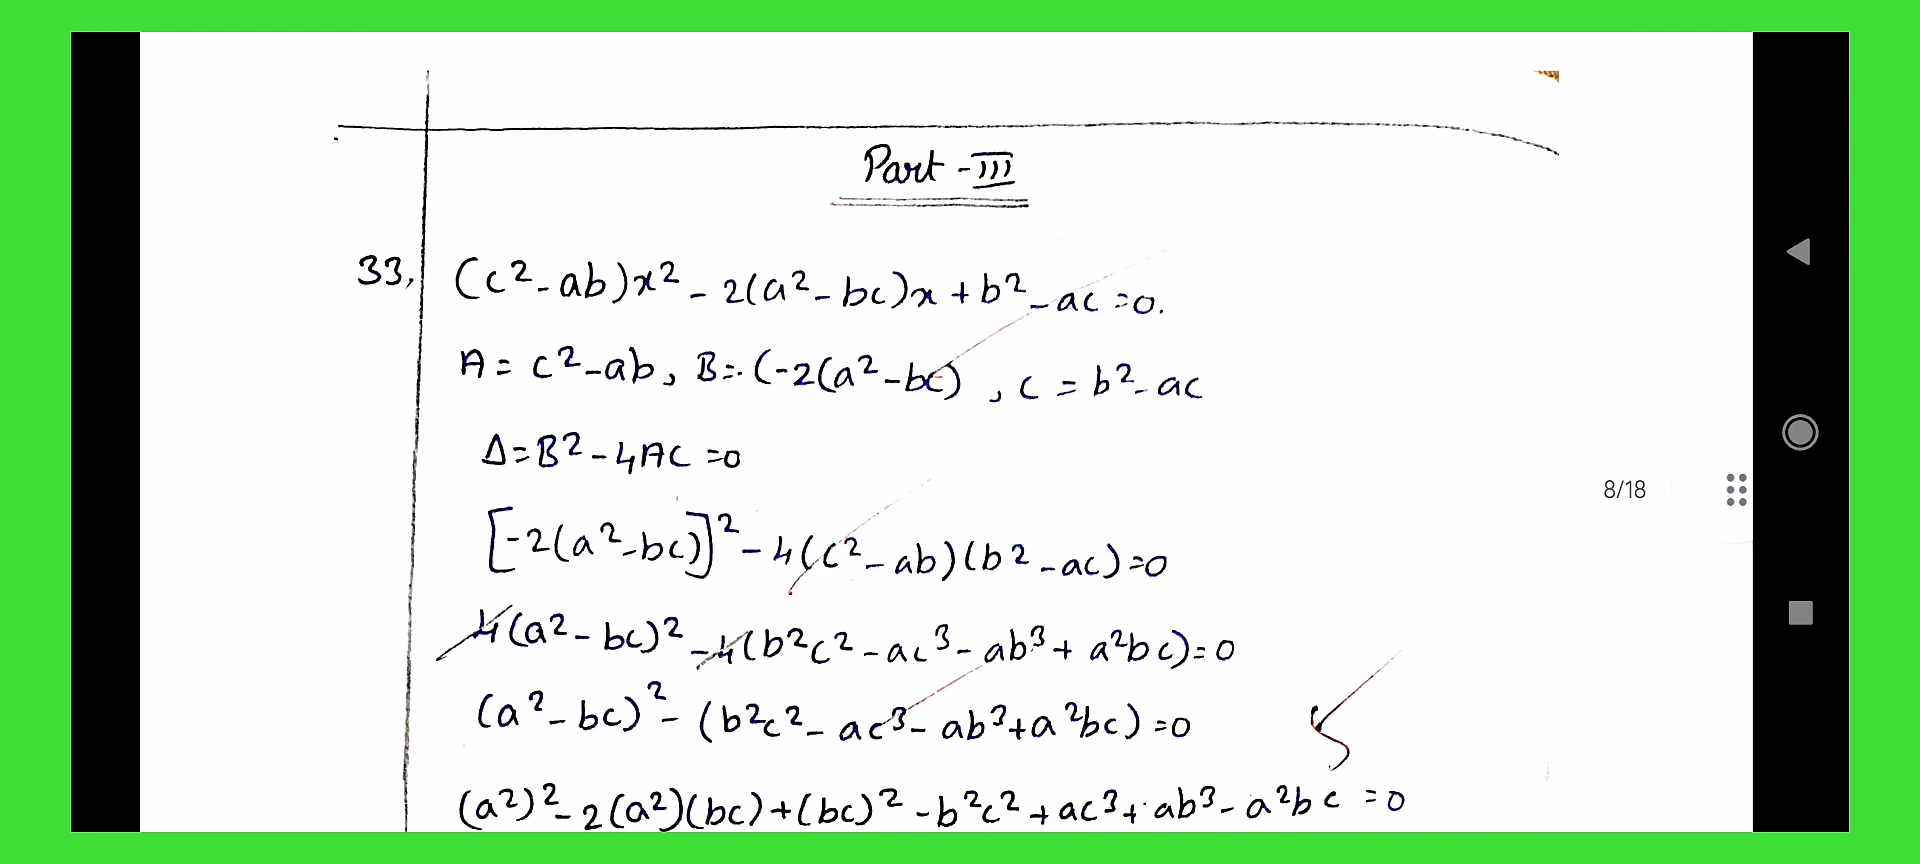 Part - III
33, (c²-ab)x² - 2(a²-bc)x + b²-ac = 0.
A = c²-ab, B = (-2(a²-bc), C = b²-ac
Δ = B²-4AC = 0
[-2(a²-bc)]² - 4(c²-ab)(b²-ac) = 0
4(a²-bc)² - 4(b²c²-ac³-ab³+a²bc) = 0
8/18
(a²-bc)² - (b²c²-ac³-ab³+a²bc) = 0
5
(a²)² - 2(a²)(bc) + (bc)² - b²c² + ac³ + ab³ - a²bc = 0